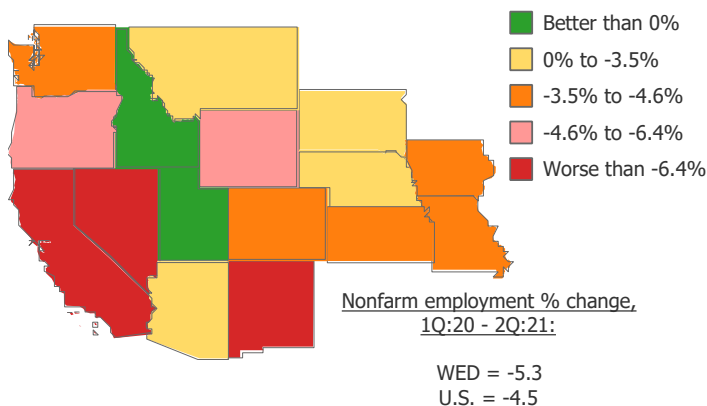 Better than 0%
0% to -3.5%
-3.5% to -4.6%
-4.6% to -6.4%
Worse than -6.4%
Nonfarm employment % change,
1Q:20 - 2Q:21:
WED = -5.3
U.S. = -4.5